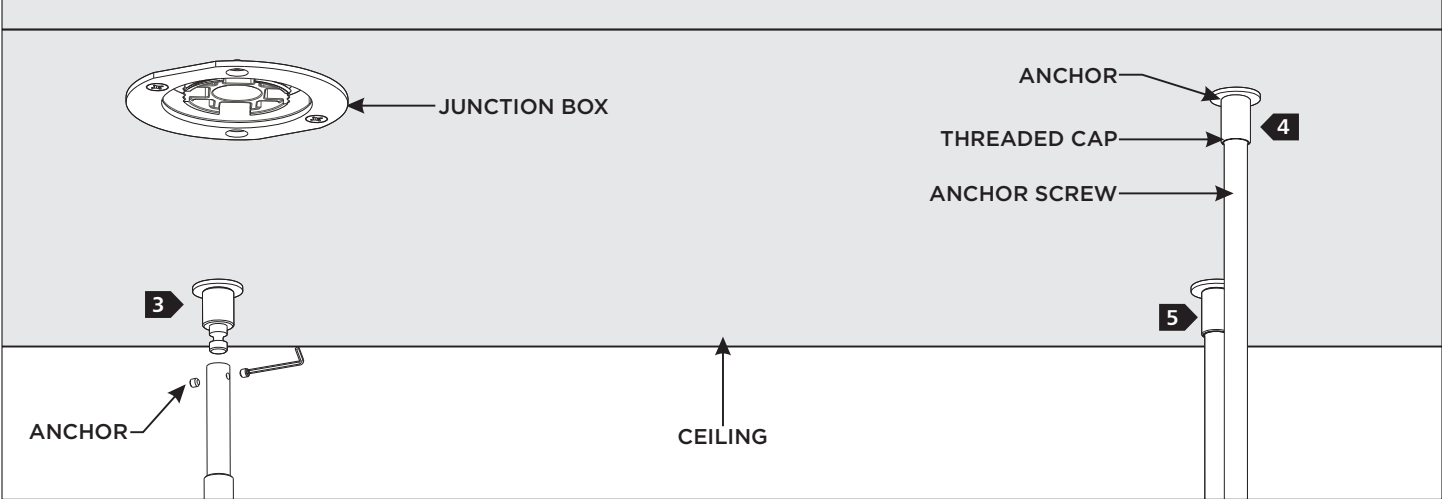 ANCHOR
JUNCTION BOX
4
THREADED CAP
ANCHOR SCREW
3
5
ANCHOR
CEILING